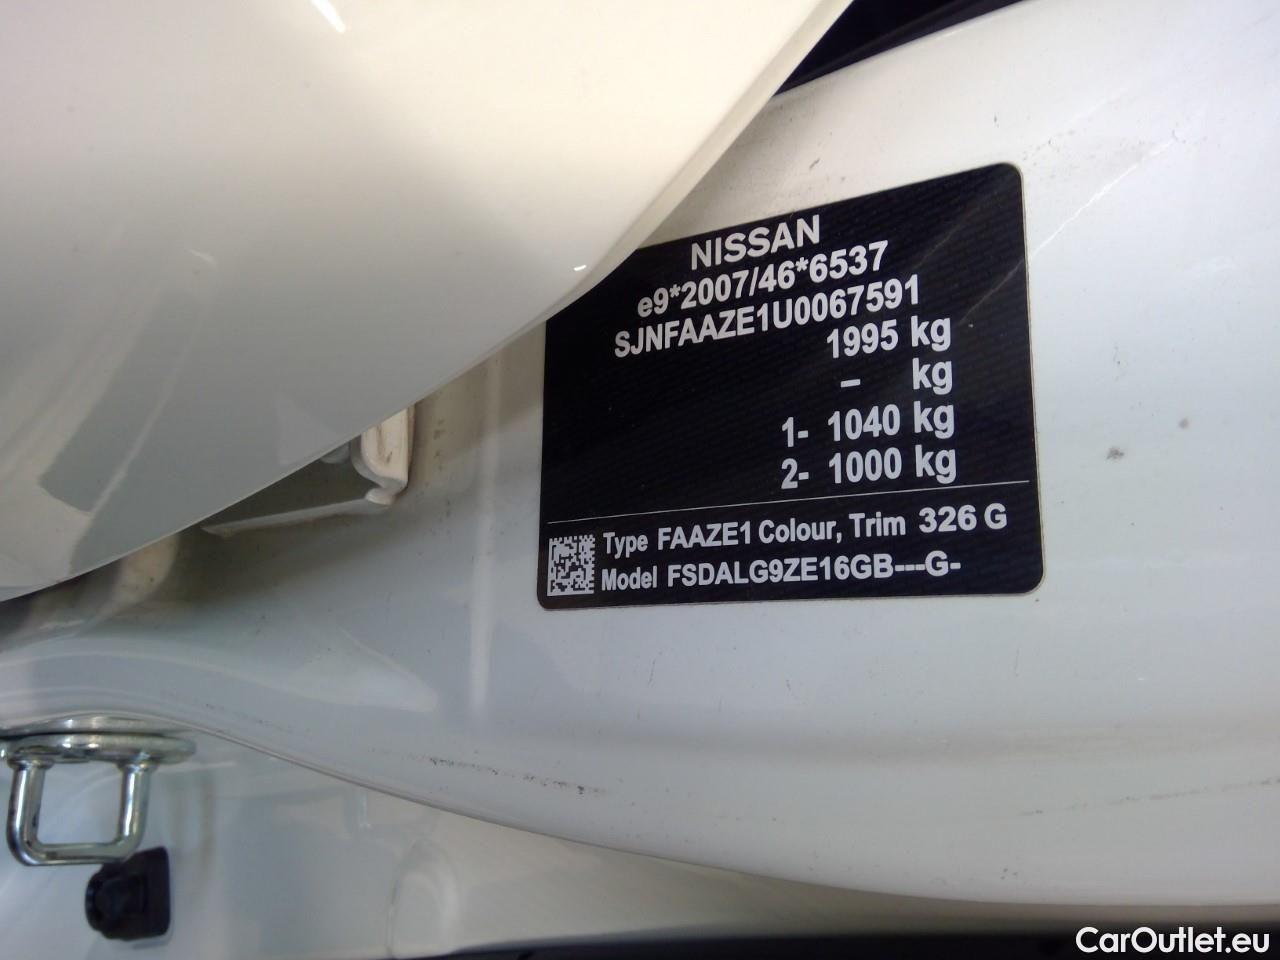 NISSAN
e9*2007/46*6537
SJNFAAZE1U0067591
1995 kg
– kg
1- 1040 kg
2- 1000 kg
Type FAAZE1 Colour, Trim 326 G
Model FSDALG9ZE16GB---G-
CarOutlet.eu